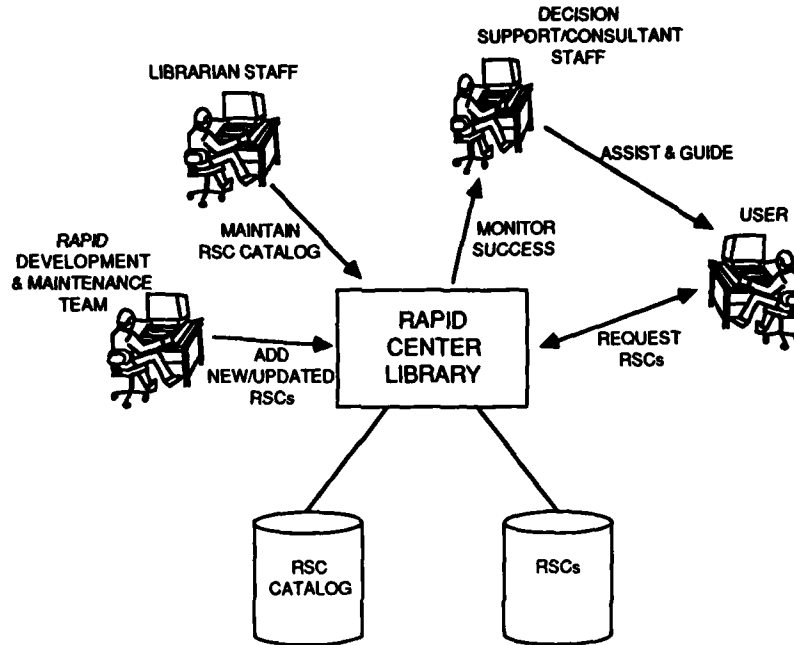 DECISION
SUPPORT/CONSULTANT
STAFF
LIBRARIAN STAFF
ASSIST & GUIDE
USER
MAINTAIN
RSC CATALOG
MONITOR
SUCCESS
RAPID
DEVELOPMENT
& MAINTENANCE
TEAM
RAPID
CENTER
LIBRARY
REQUEST
RSCs
ADD
NEW/UPDATED
RSCs
RSC
CATALOG
RSCs